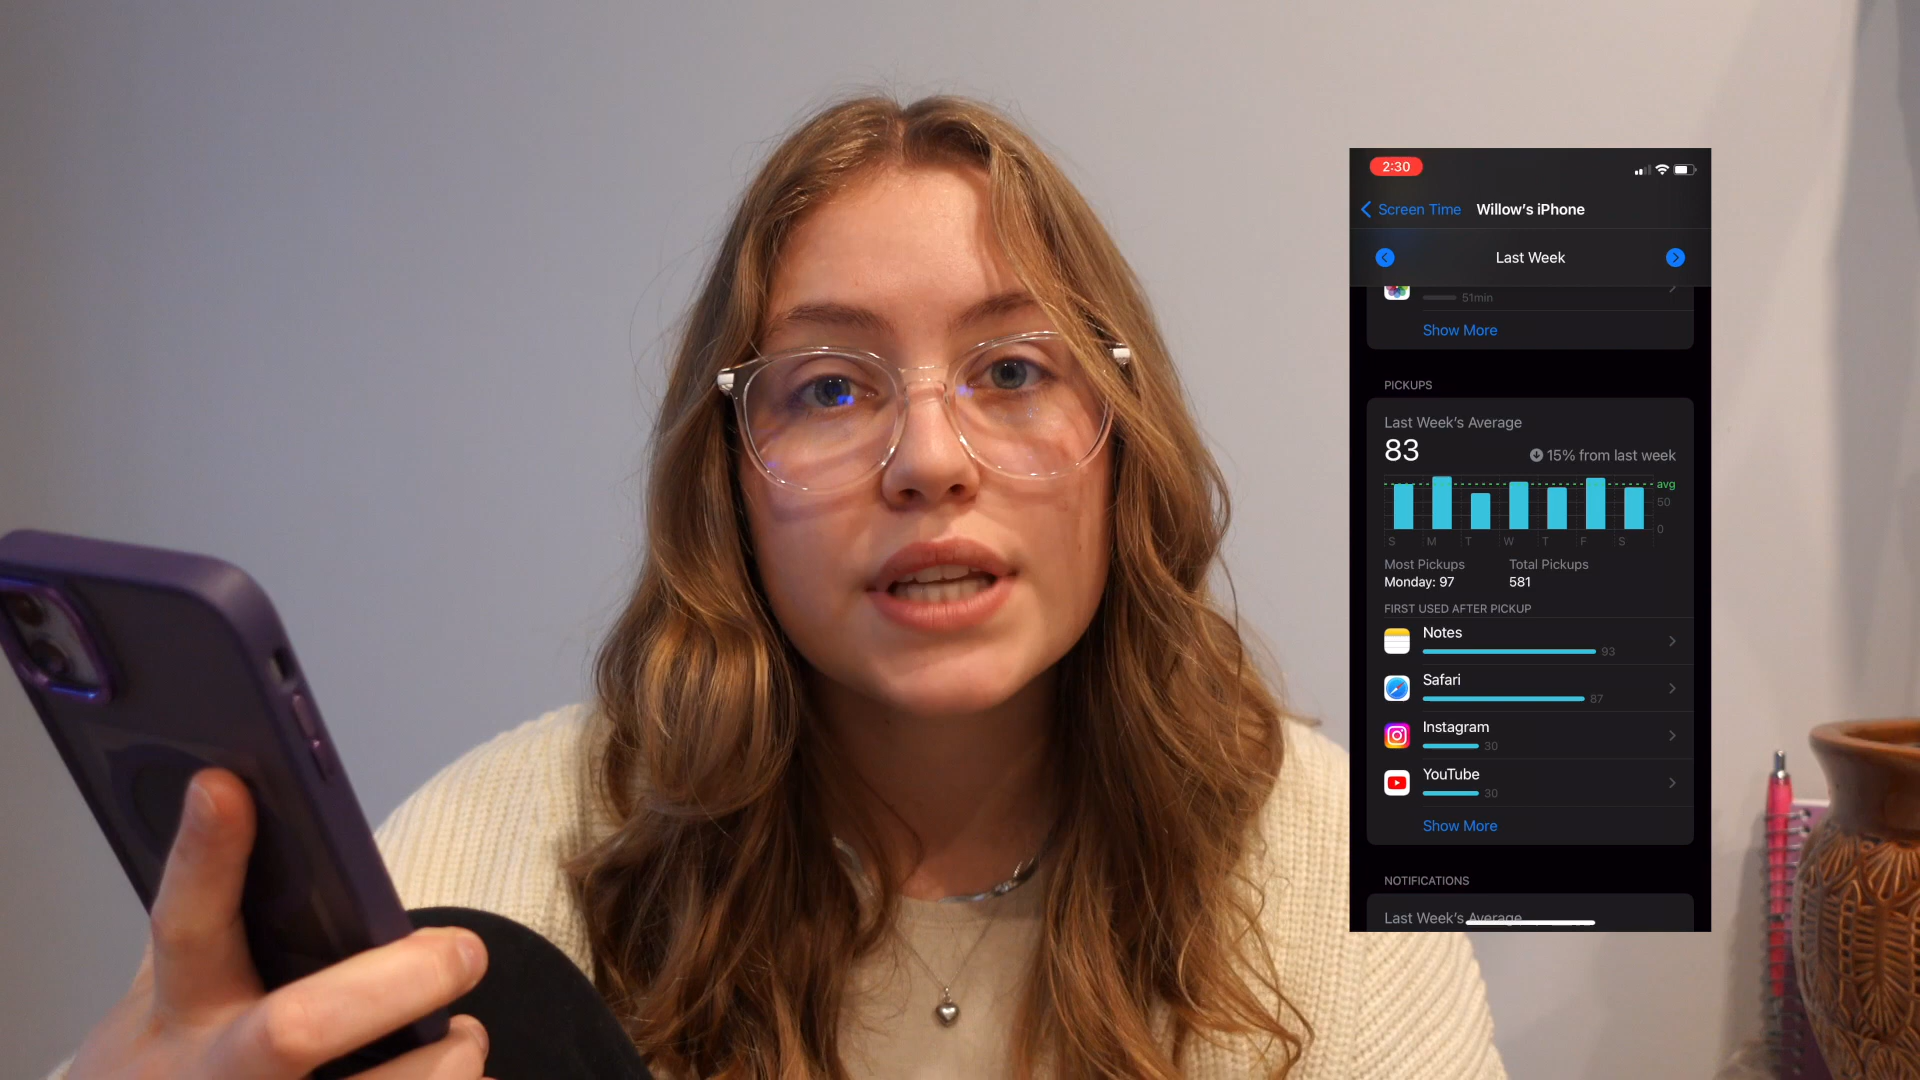 2:30
Screen Time Willow's iPhone
Last Week
51min
Show More
PICKUPS
Last Week's Average
83
15% from last week
avg
50
0
S M T W T F S
Most Pickups Total Pickups
Monday: 97 581
FIRST USED AFTER PICKUP
Notes
93
Safari
87
Instagram
30
YouTube
30
Show More
NOTIFICATIONS
Last Week's Average